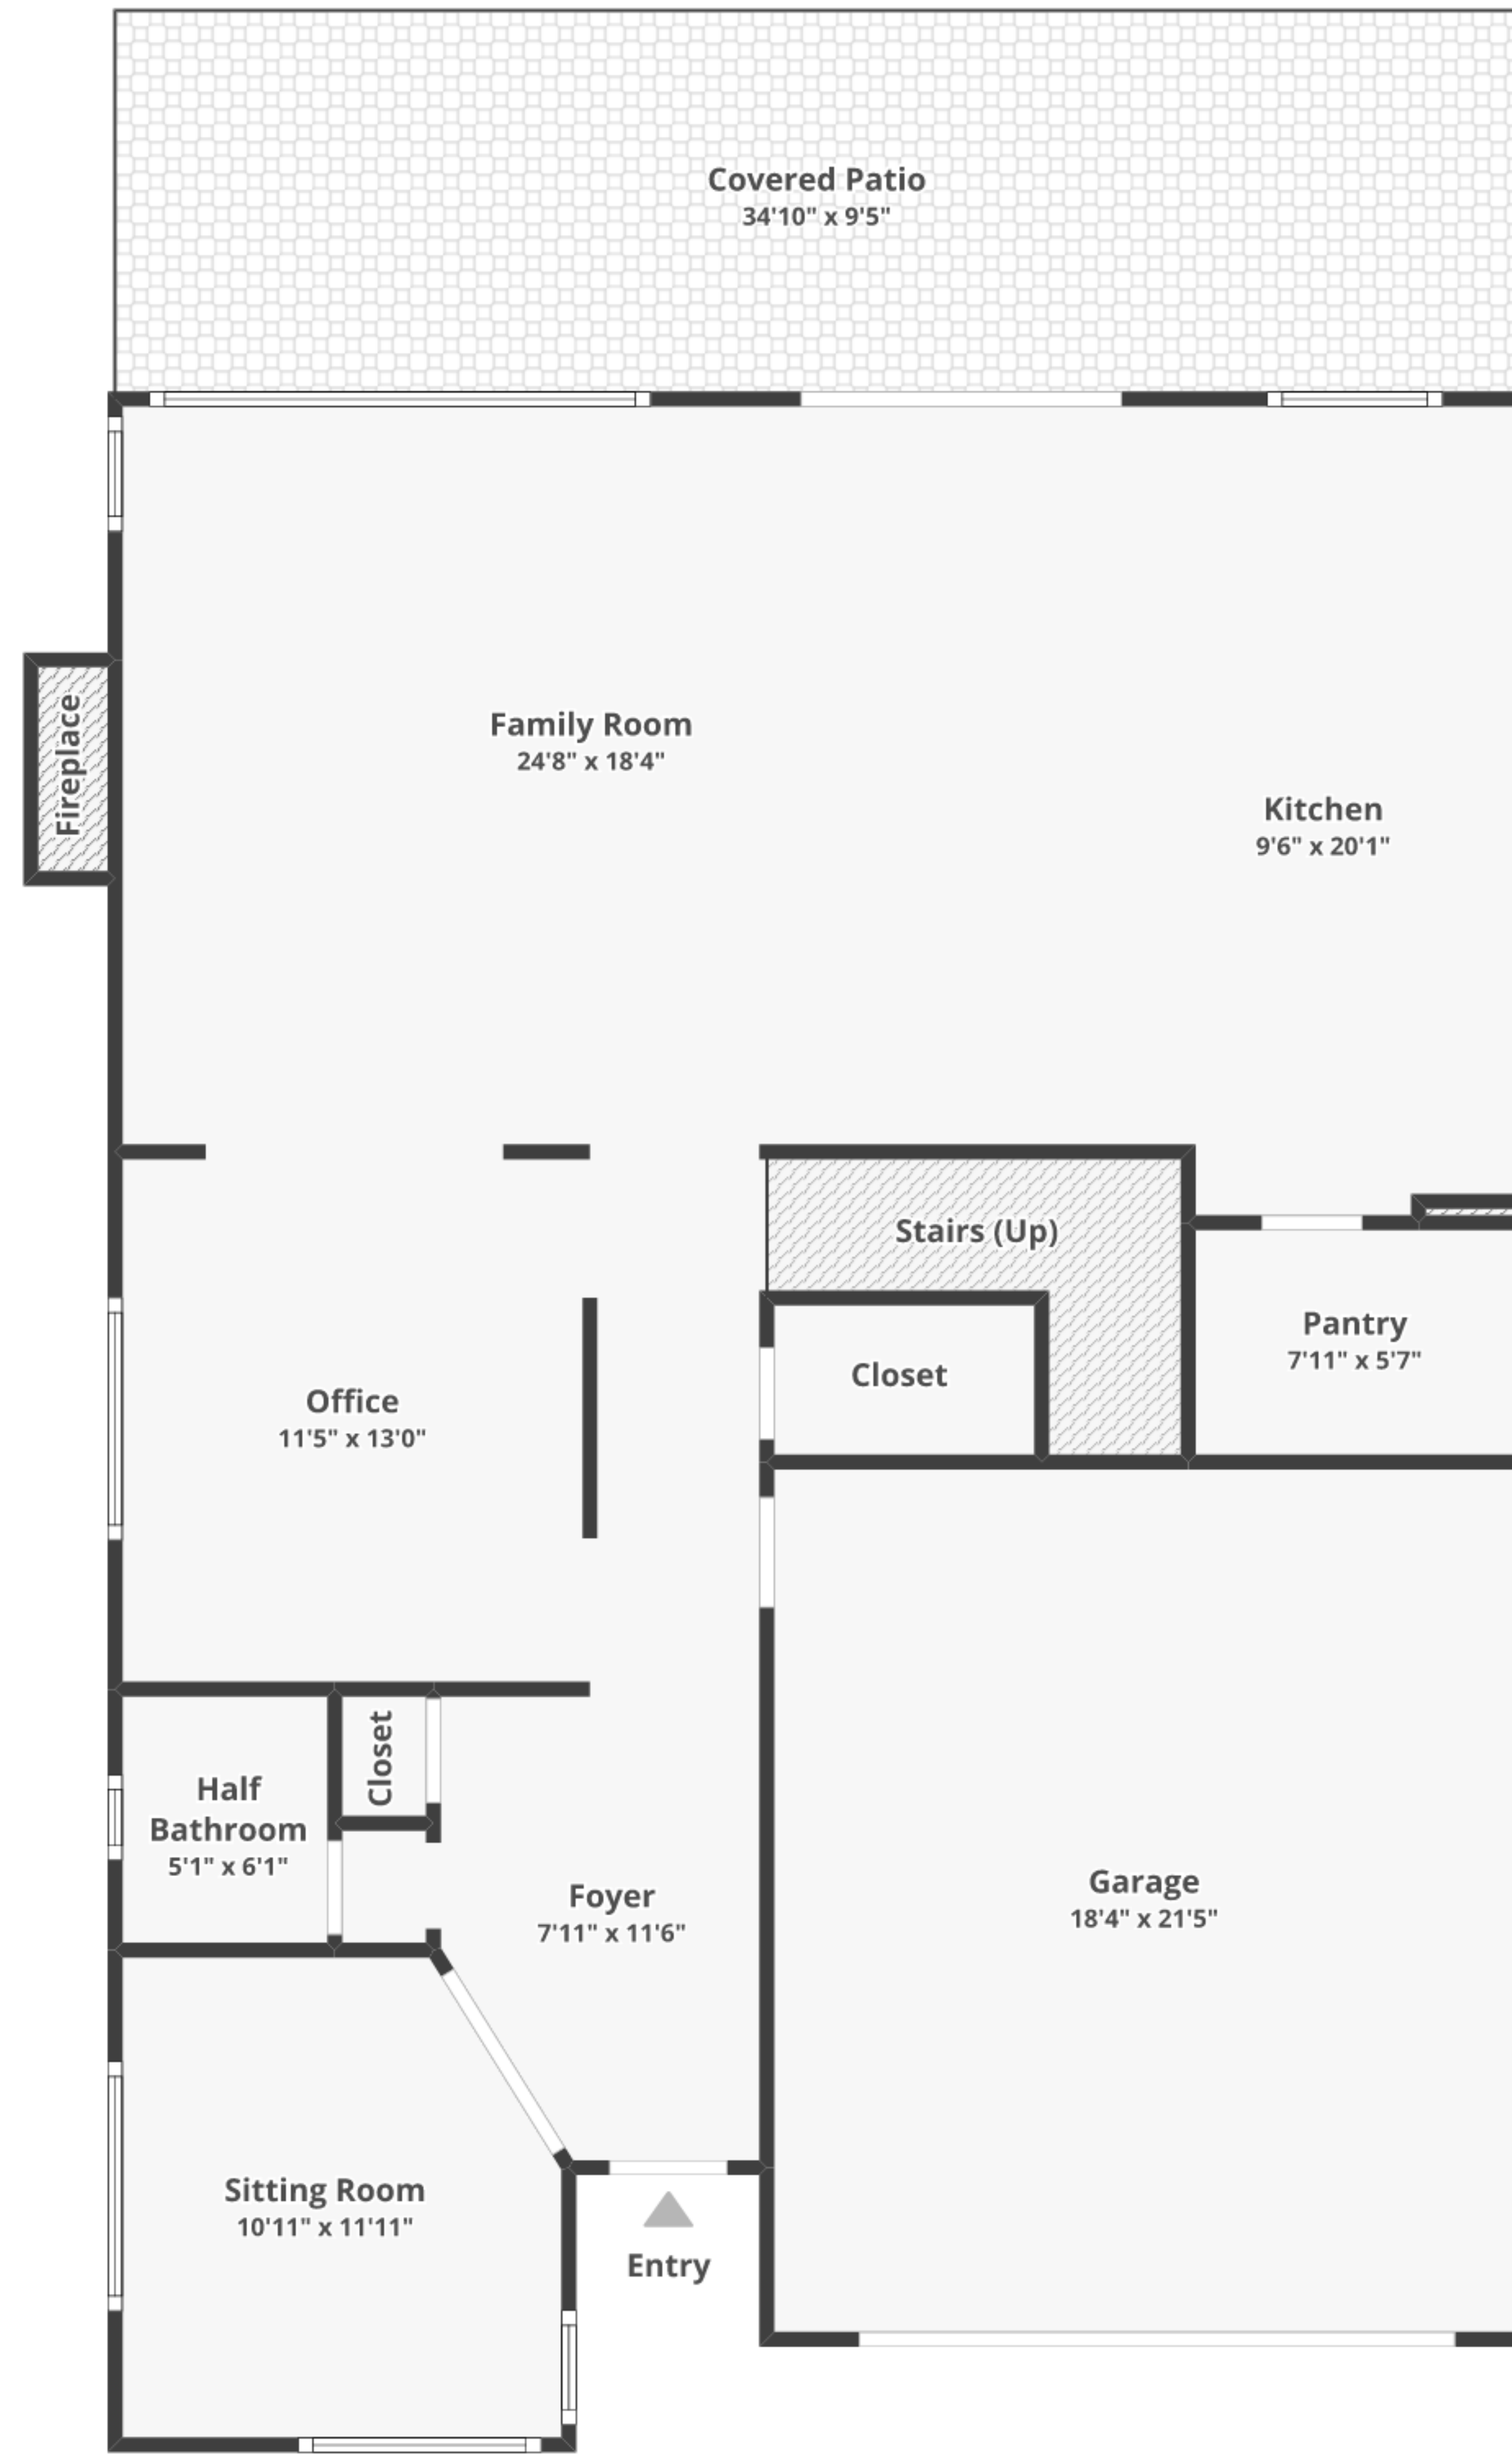 Covered Patio
34'10" x 9'5"
Family Room
24'8" x 18'4"
Fireplace
Kitchen
9'6" x 20'1"
Stairs (Up)
Closet
Pantry
7'11" x 5'7"
Office
11'5" x 13'0"
Closet
Half
Bathroom
5'1" x 6'1"
Foyer
7'11" x 11'6"
Garage
18'4" x 21'5"
Sitting Room
10'11" x 11'11"
Entry